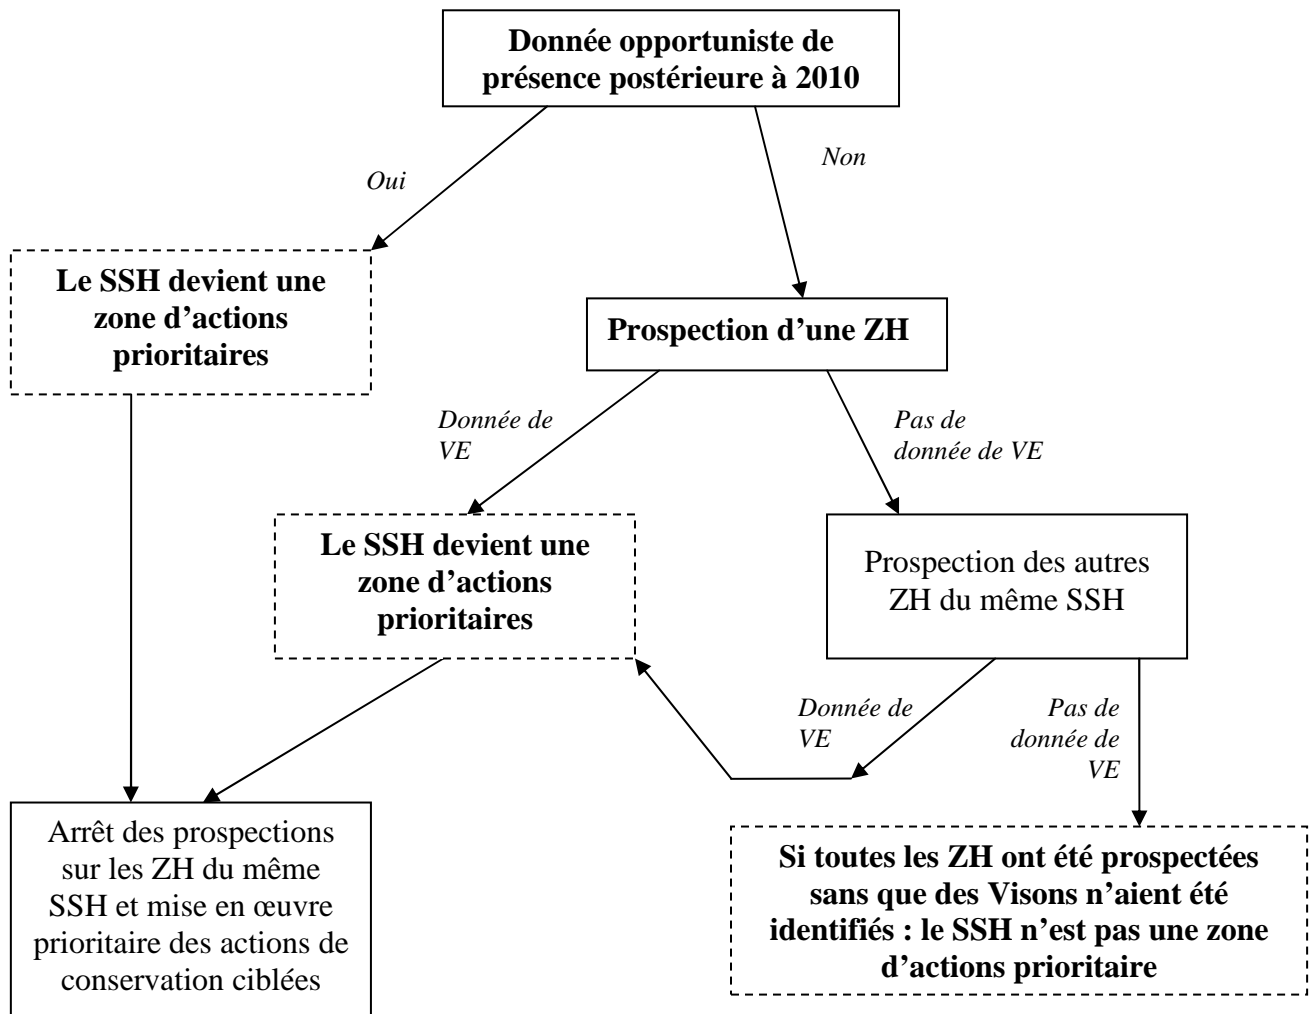 Donnée opportuniste de
présence postérieure à 2010
Oui
Non
Le SSH devient une
zone d’actions
prioritaires
Prospection d’une ZH
Donnée de
VE
Pas de
donnée de VE
Le SSH devient une
zone d’actions
prioritaires
Prospection des autres
ZH du même SSH
Donnée de
VE
Pas de
donnée de
VE
Arrêt des prospections
sur les ZH du même
SSH et mise en œuvre
prioritaire des actions de
conservation ciblées
Si toutes les ZH ont été prospectées
sans que des Visons n’aient été
identifiés : le SSH n’est pas une zone
d’actions prioritaire